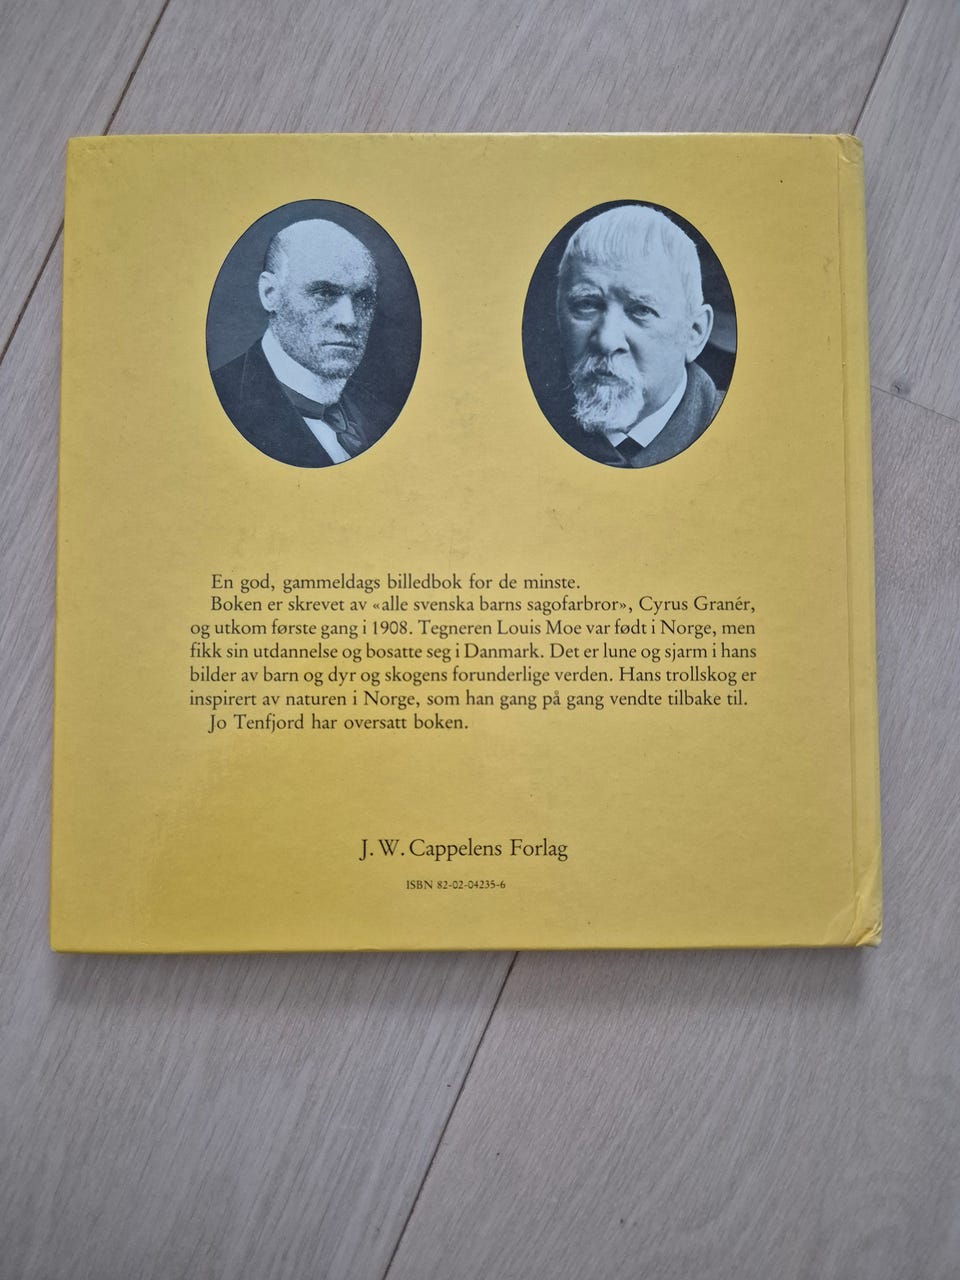 En god, gammeldags billedbok for de minste.
Boken er skrevet av «alle svenska barns sagofarbror», Cyrus Granér,
og utkom første gang i 1908. Tegneren Louis Moe var født i Norge, men
fikk sin utdannelse og bosatte seg i Danmark. Det er lune og sjarm i hans
bilder av barn og dyr og skogens forunderlige verden. Hans trollskog er
inspirert av naturen i Norge, som han gang på gang vendte tilbake til.
Jo Tenfjord har oversatt boken.
J. W. Cappelens Forlag
ISBN 82-02-04235-6